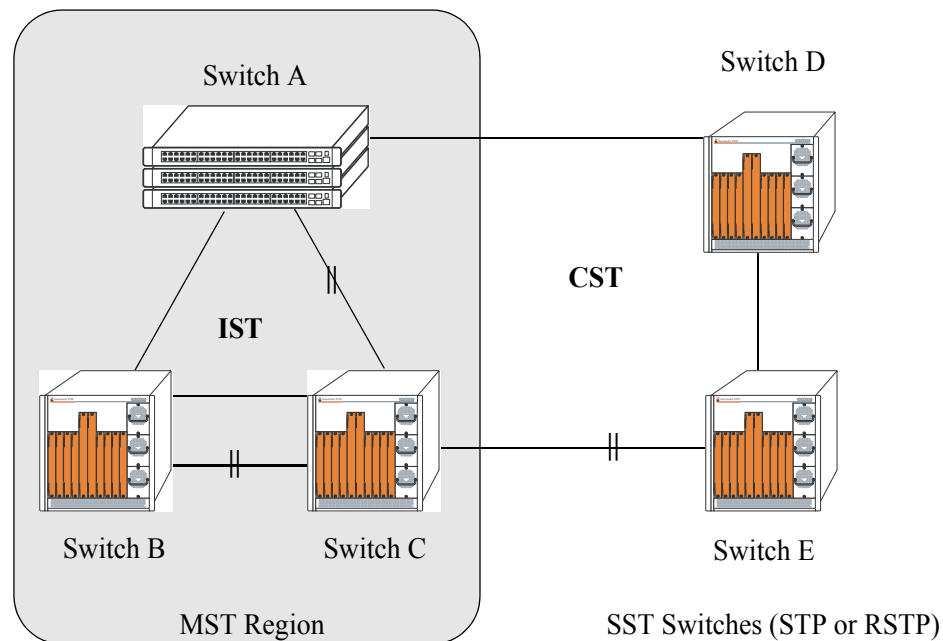 Switch A
Switch D
CST
IST
Switch B
Switch C
Switch E
MST Region
SST Switches (STP or RSTP)